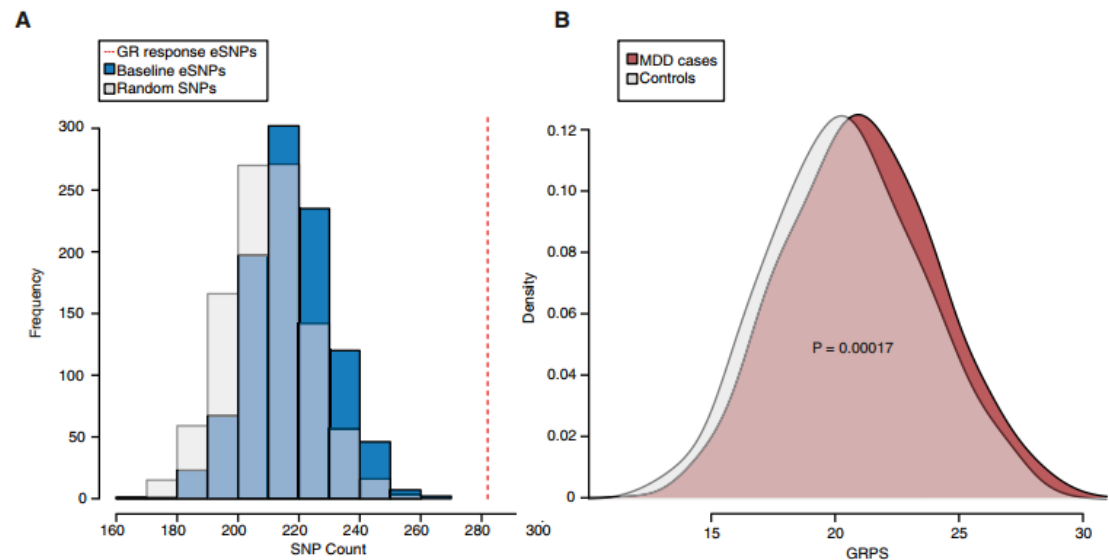 A
GR response eSNPs
Baseline eSNPs
Random SNPs
300
250
200
150
100
50
0
Frequency
160 180 200 220 240 260 280 300
SNP Count
B
MDD cases
Controls
0.12
0.10
0.08
0.06
0.04
0.02
0
Density
P = 0.00017
15 20 25 30
GRPS